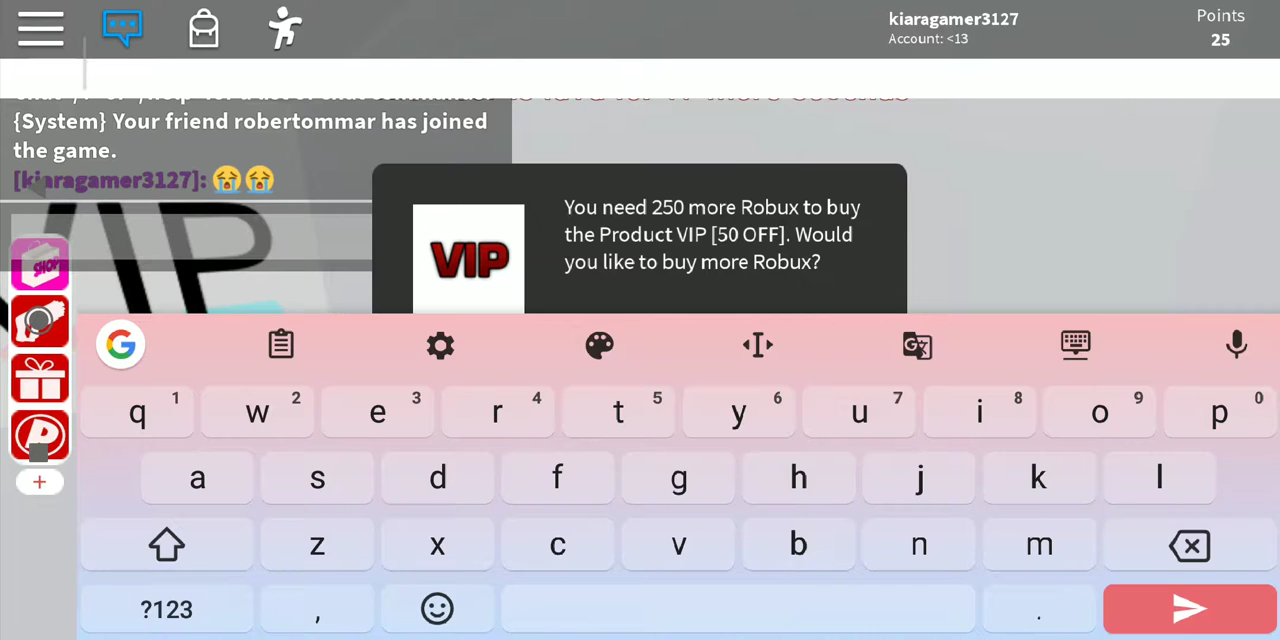 kiaragamer3127
Account: <13
Points
25
{System} Your friend robertommar has joined
the game.
[kiaragamer3127]: 😭😭
VIP
SHOP
VIP
You need 250 more Robux to buy
the Product VIP [50 OFF]. Would
you like to buy more Robux?
+
G
q 1 w 2 e 3 r 4 t 5 y 6 u 7 i 8 o 9 p 0
a s d f g h j k l
z x c v b n m
?123 , .